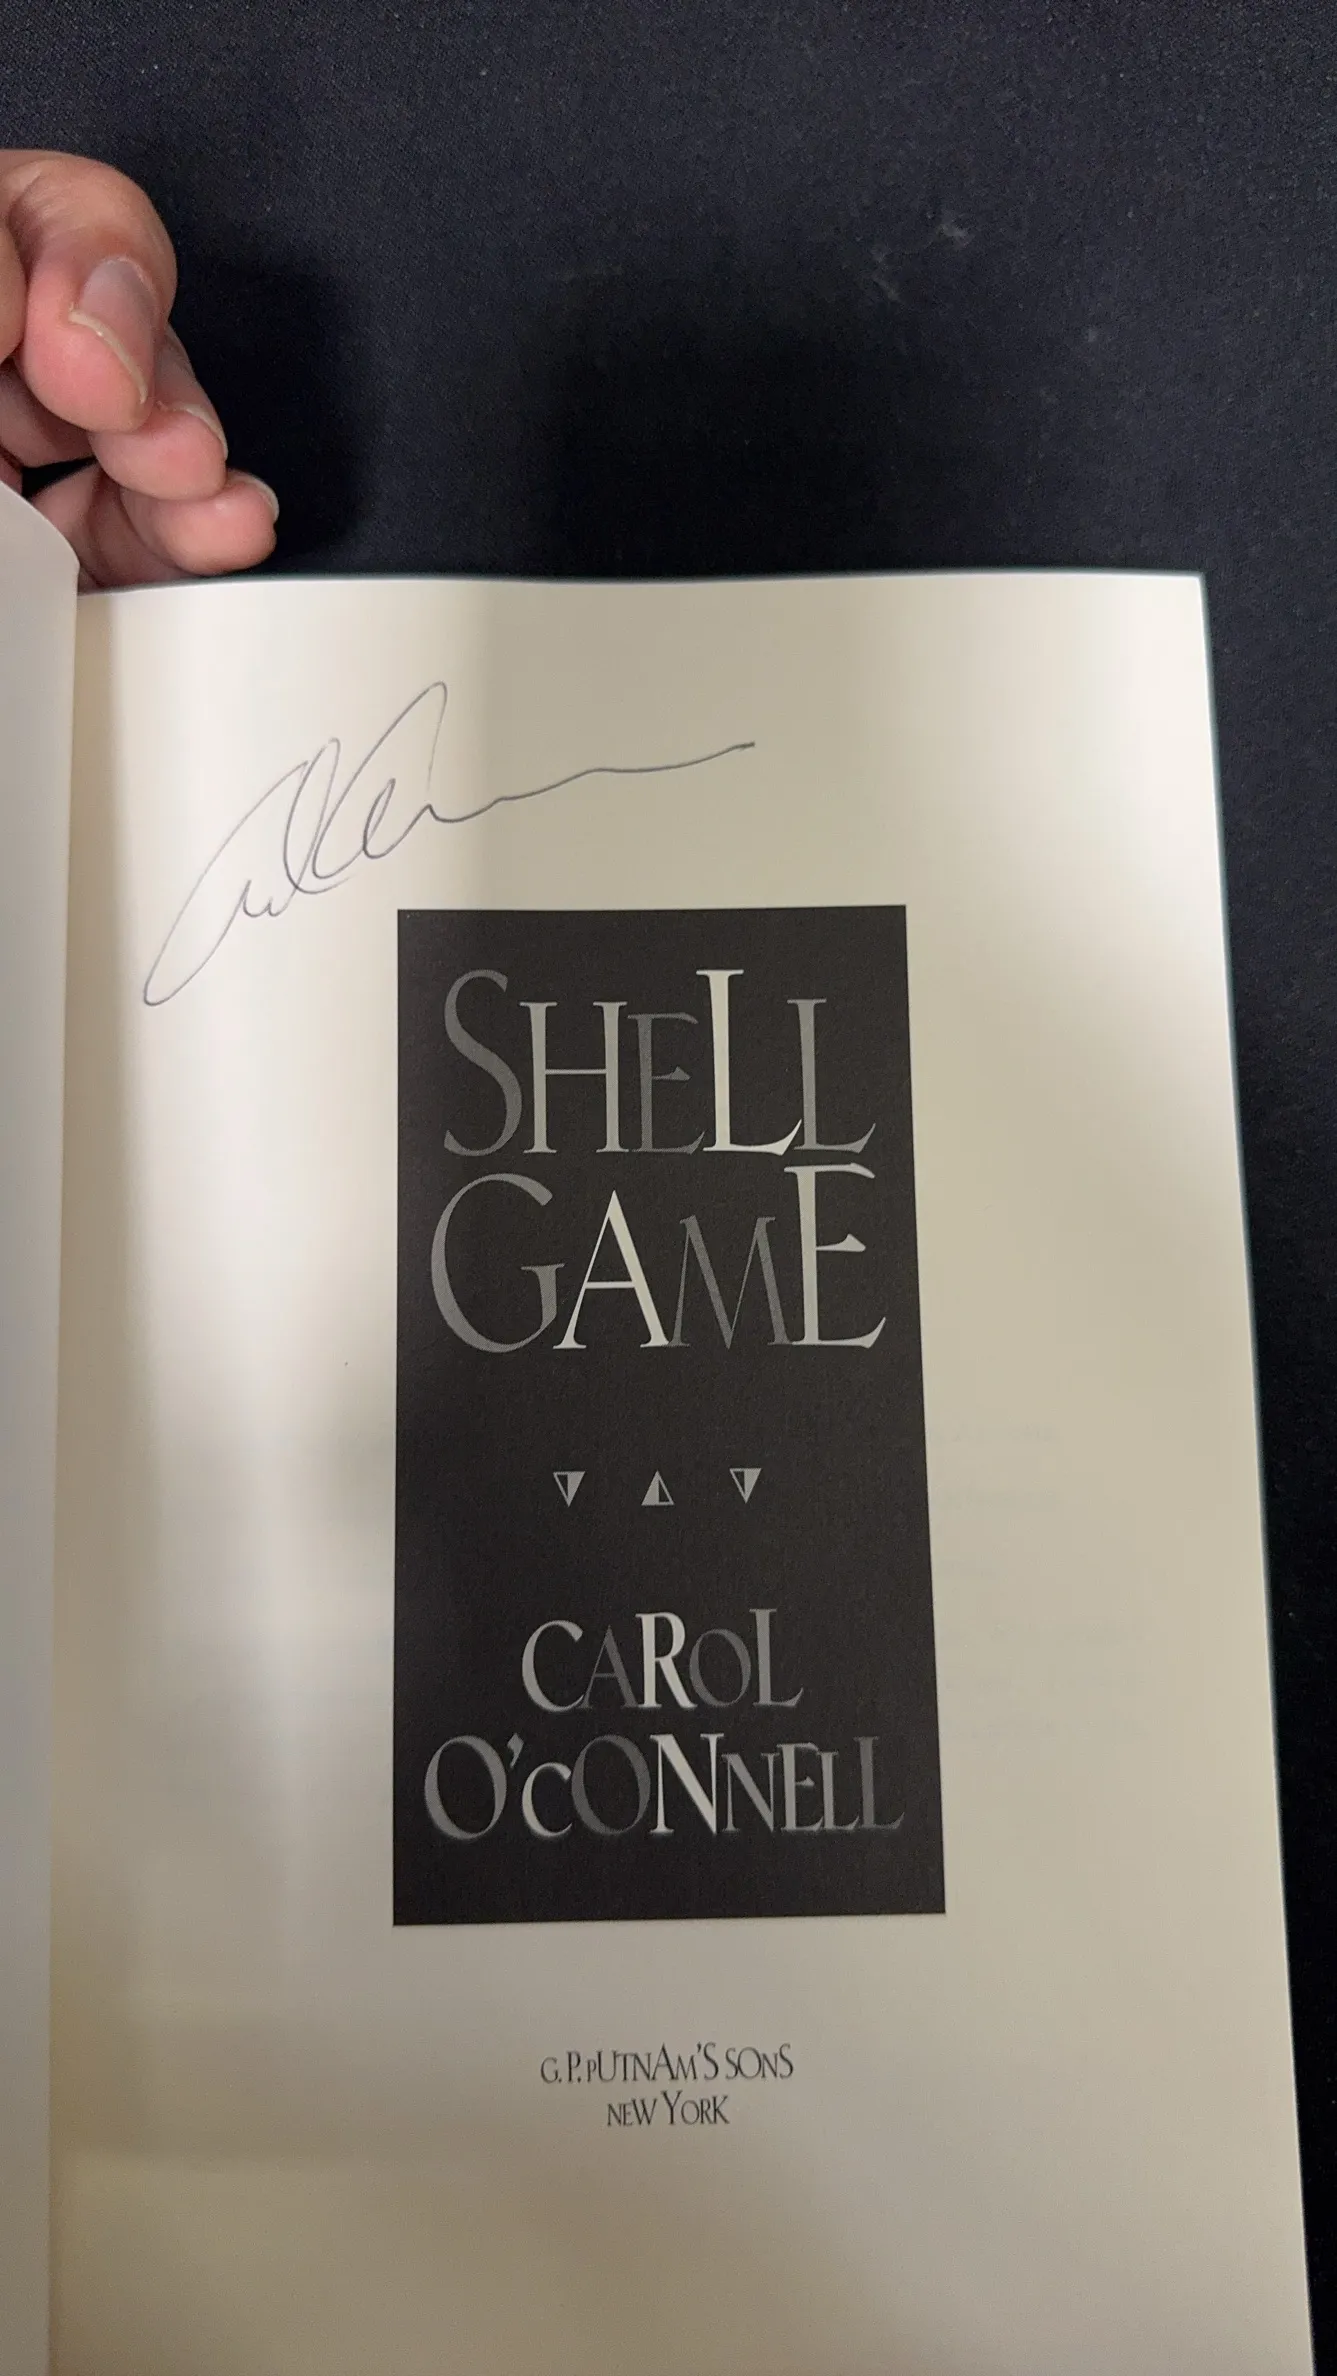 SHELL
GAME
CAROL
O'CONNELL
G.P. PUTNAM'S SONS
NEW YORK